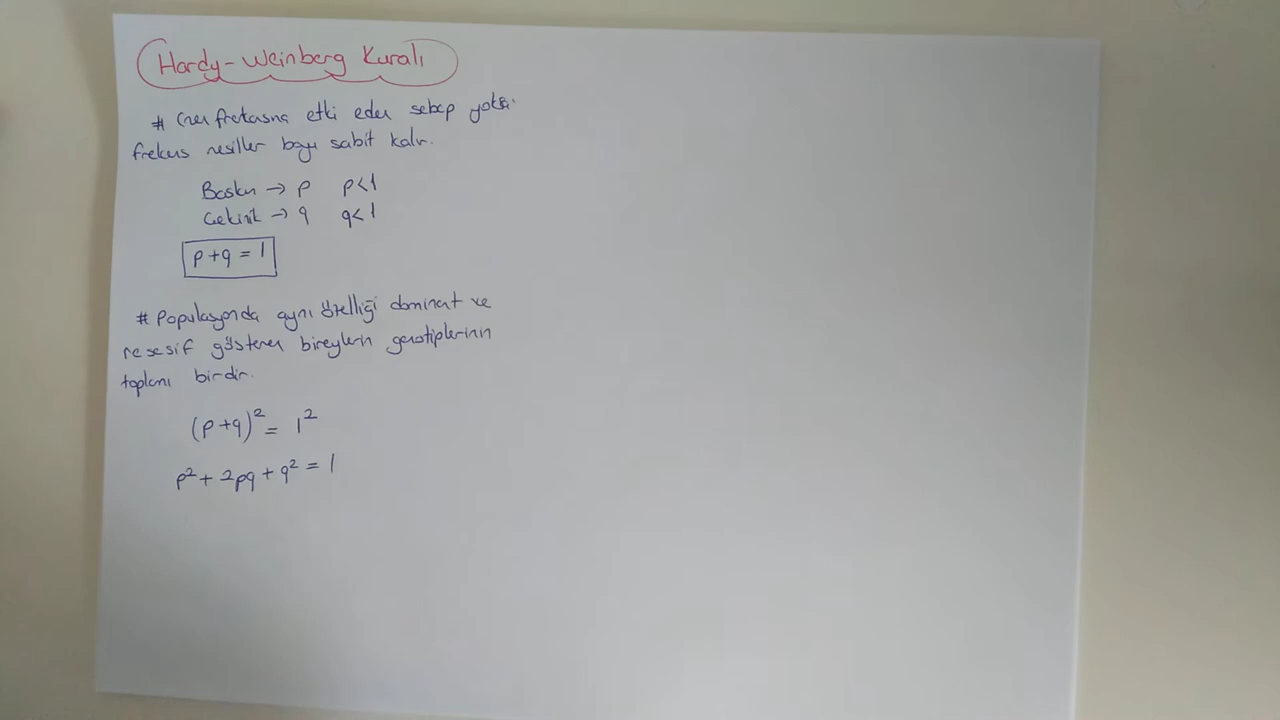 Hardy-Weinberg Kuralı
# Gen frekasına etki eden sebep yoksa
frekans nesiller boyu sabit kalır.
Baskın → p p<1
Çekinik → q q<1
p+q = 1
# Populasyonda aynı özelliği dominant ve
resesif gösteren bireylerin genotiplerinin
toplamı birdir.
(p+q)² = 1²
p² + 2pq + q² = 1